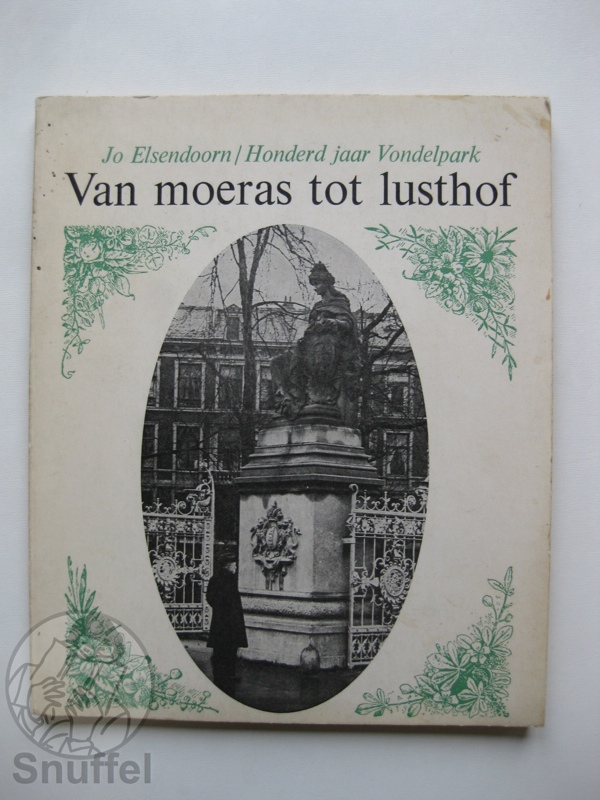 Jo Elsendoorn / Honderd jaar Vondelpark
Van moeras tot lusthof
Snuffel